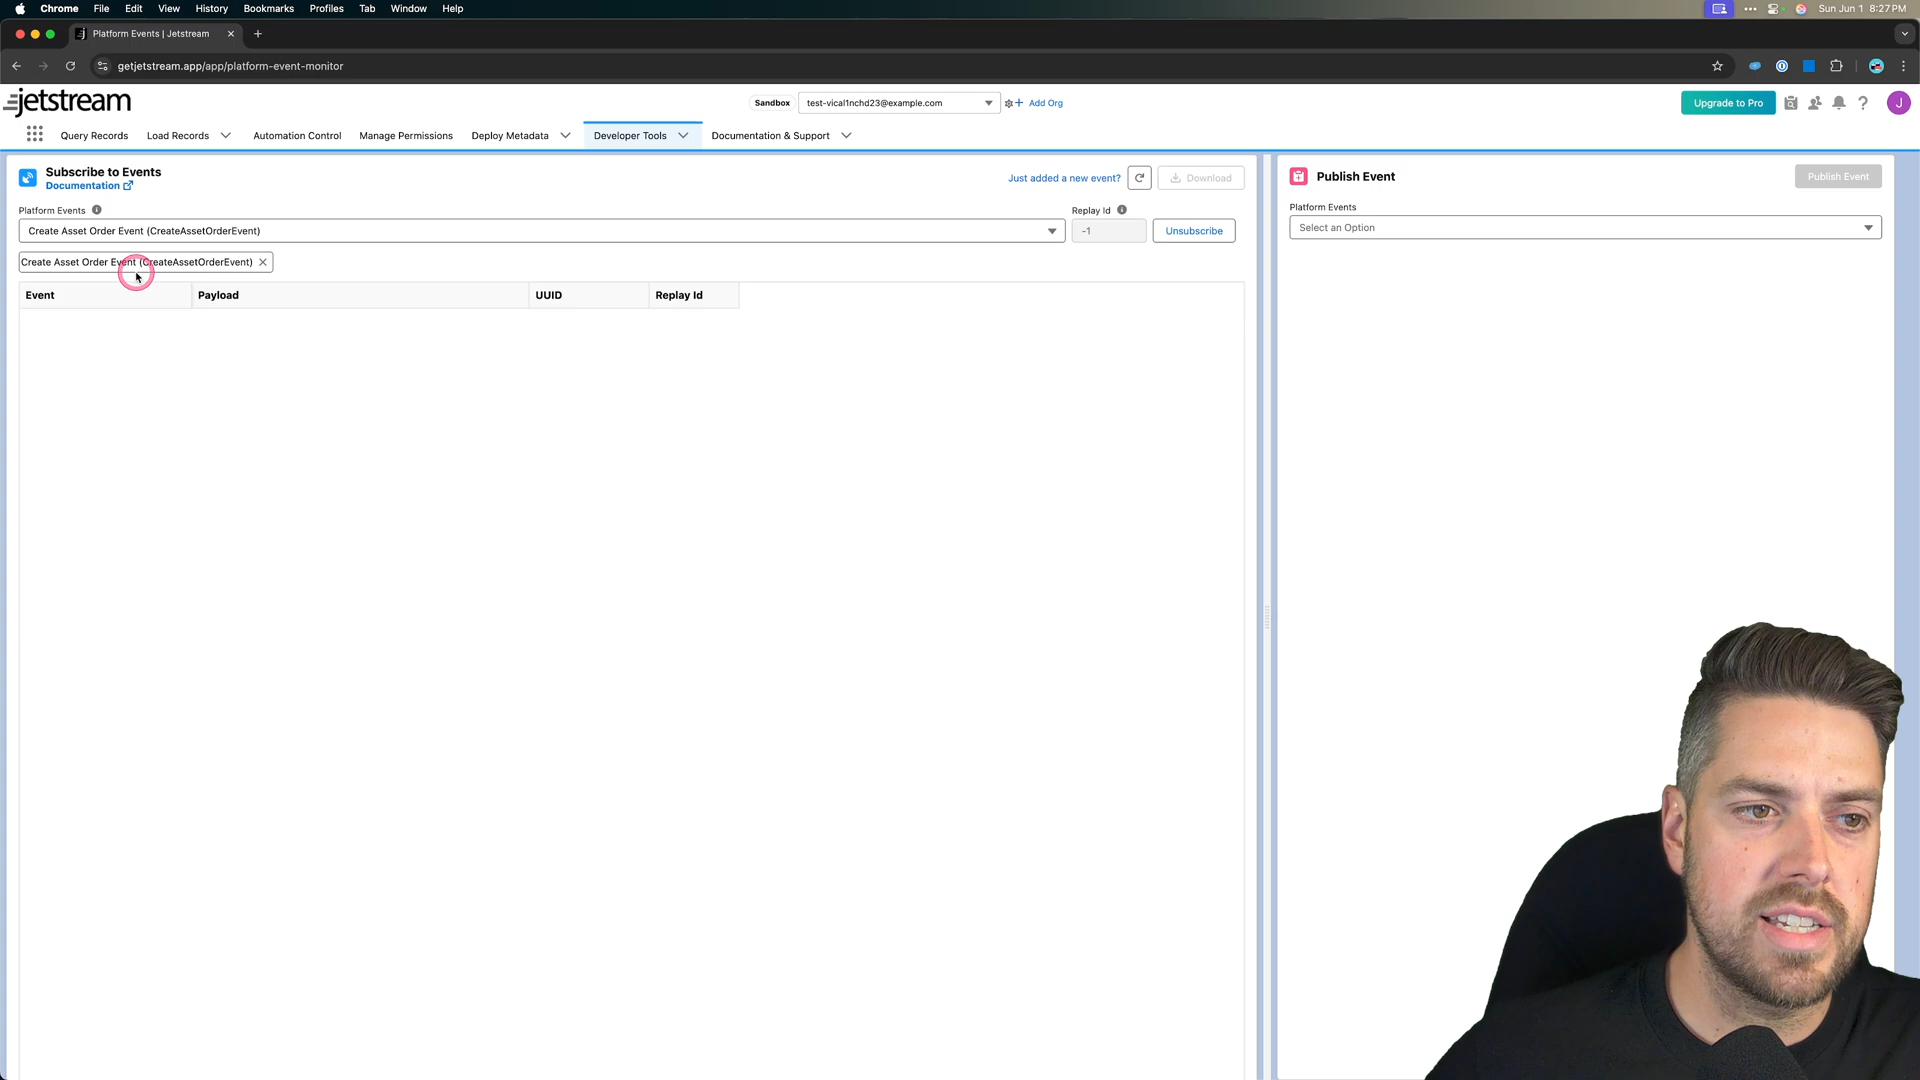 Chrome File Edit View History Bookmarks Profiles Tab Window Help Sun Jun 1 8:27 PM
Platform Events | Jetstream
getjetstream.app/app/platform-event-monitor
jetstream Sandbox test-vical1nchd23@example.com Add Org Upgrade to Pro J
Query Records Load Records Automation Control Manage Permissions Deploy Metadata Developer Tools Documentation & Support
Subscribe to Events
Documentation
Just added a new event? Download
Platform Events Replay Id
Create Asset Order Event (CreateAssetOrderEvent) -1 Unsubscribe
Create Asset Order Event (CreateAssetOrderEvent)
Event Payload UUID Replay Id
Publish Event Publish Event
Platform Events
Select an Option